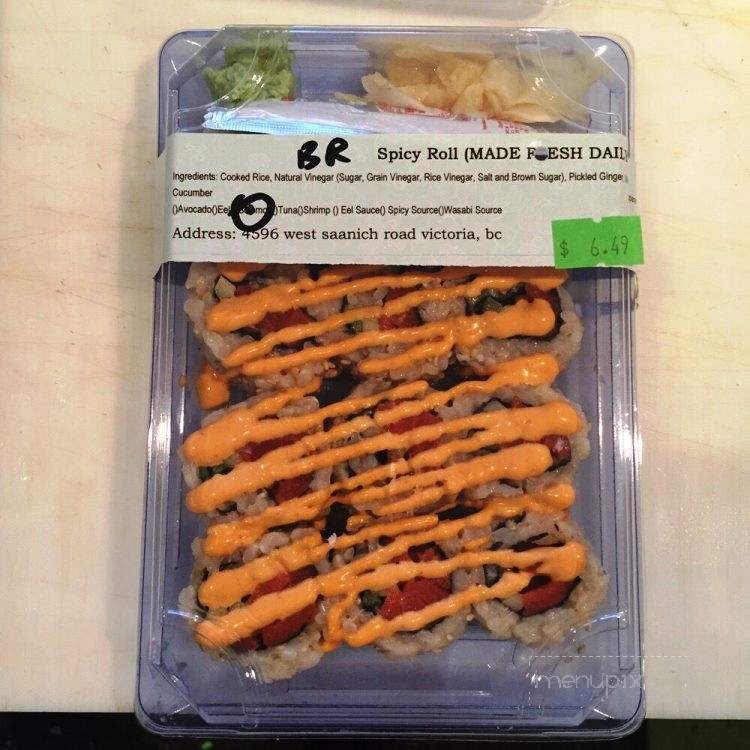 BR Spicy Roll (MADE FRESH DAILY
Ingredients: Cooked Rice, Natural Vinegar (Sugar, Grain Vinegar, Rice Vinegar, Salt and Brown Sugar), Pickled Ginger
Cucumber
()Avocado()Eel()Tuna()Shrimp () Eel Sauce() Spicy Source()Wasabi Source
Address: 4596 west saanich road victoria, bc
$ 6.49
menupix